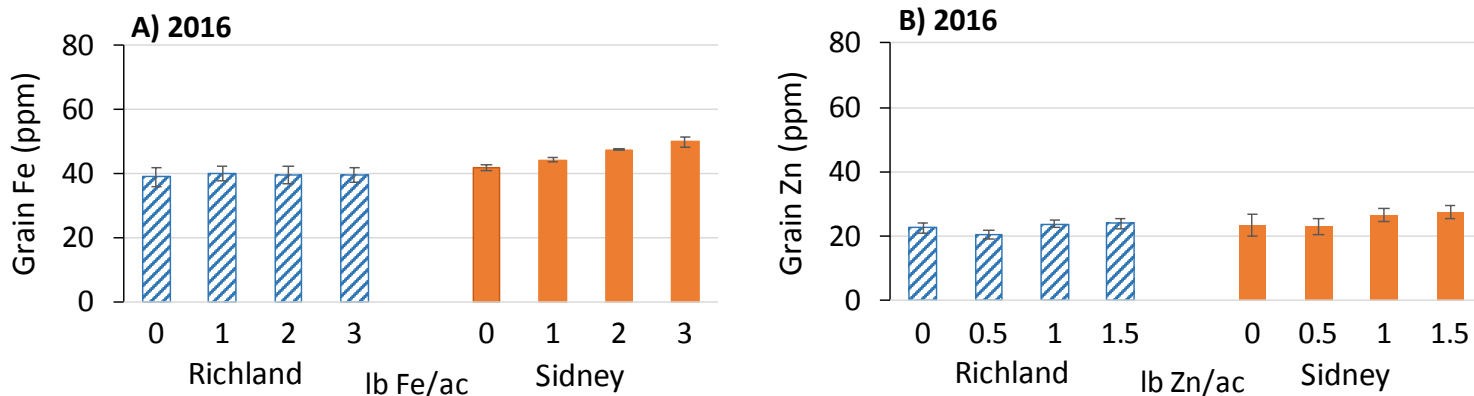 A) 2016
Grain Fe (ppm)
80
60
40
20
0
0 1 2 3 0 1 2 3
Richland lb Fe/ac Sidney
B) 2016
Grain Zn (ppm)
80
60
40
20
0
0 0.5 1 1.5 0 0.5 1 1.5
Richland lb Zn/ac Sidney